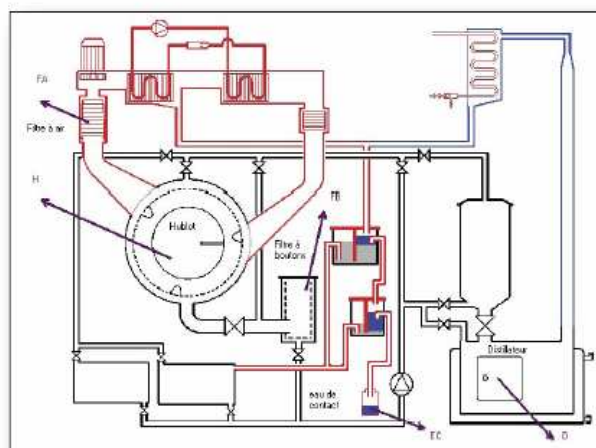 FA
Filtre à air
H
Hublot
FB
Filtre à
boutons
Distillateur
eau de
contact
EC
D